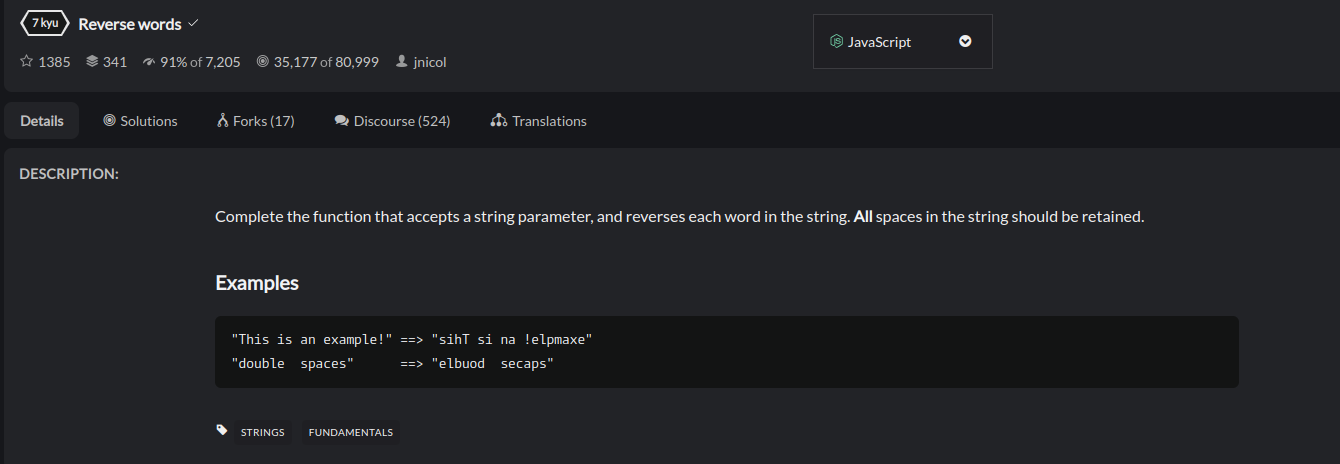 7 kyu Reverse words
JavaScript
1385 341 91% of 7,205 35,177 of 80,999 jnicol
Details Solutions Forks (17) Discourse (524) Translations
DESCRIPTION:
Complete the function that accepts a string parameter, and reverses each word in the string. All spaces in the string should be retained.
Examples
"This is an example!" ==> "sihT si na !elpmaxe"
"double  spaces"      ==> "elbuod  secaps"
STRINGS FUNDAMENTALS